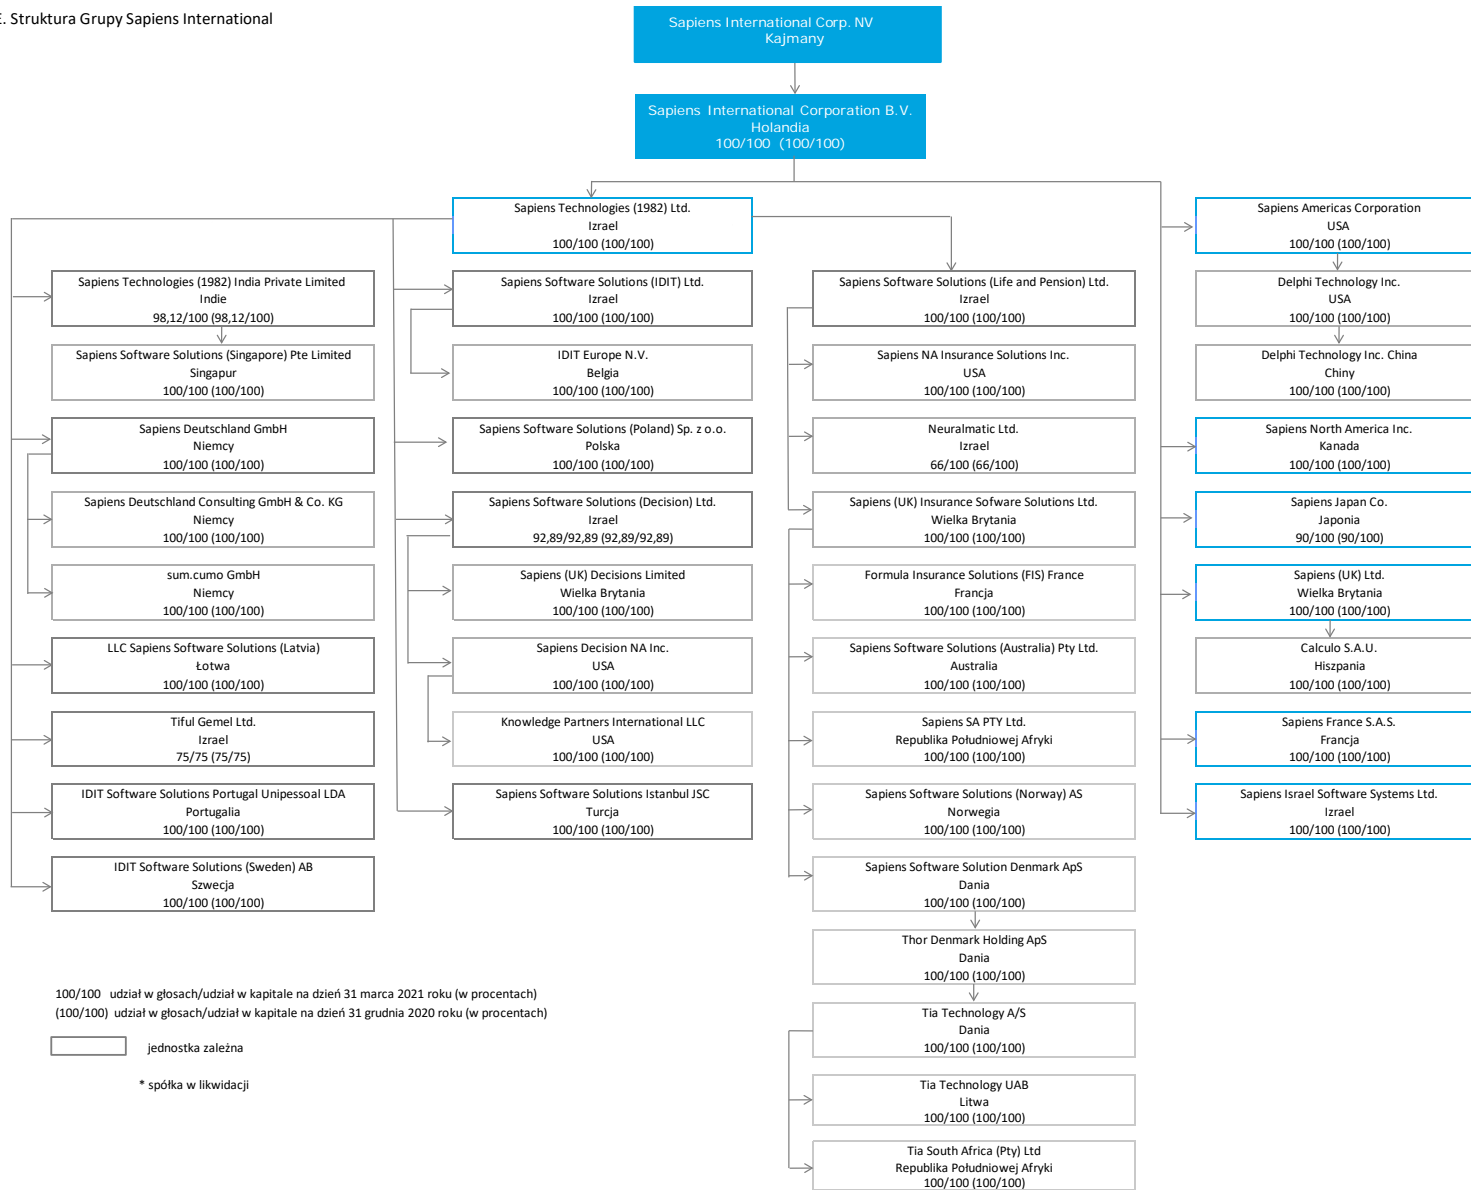 E. Struktura Grupy Sapiens International
Sapiens International Corp. NV
Kajmany
Sapiens International Corporation B.V.
Holandia
100/100 (100/100)
Sapiens Technologies (1982) Ltd.
Izrael
100/100 (100/100)
Sapiens Technologies (1982) India Private Limited
Indie
98,12/100 (98,12/100)
Sapiens Software Solutions (Singapore) Pte Limited
Singapur
100/100 (100/100)
Sapiens Deutschland GmbH
Niemcy
100/100 (100/100)
Sapiens Deutschland Consulting GmbH & Co. KG
Niemcy
100/100 (100/100)
sum.cumo GmbH
Niemcy
100/100 (100/100)
LLC Sapiens Software Solutions (Latvia)
Łotwa
100/100 (100/100)
Tiful Gemel Ltd.
Izrael
75/75 (75/75)
IDIT Software Solutions Portugal Unipessoal LDA
Portugalia
100/100 (100/100)
IDIT Software Solutions (Sweden) AB
Szwecja
100/100 (100/100)
Sapiens Software Solutions (IDIT) Ltd.
Izrael
100/100 (100/100)
IDIT Europe N.V.
Belgia
100/100 (100/100)
Sapiens Software Solutions (Poland) Sp. z o.o.
Polska
100/100 (100/100)
Sapiens Software Solutions (Decision) Ltd.
Izrael
92,89/92,89 (92,89/92,89)
Sapiens (UK) Decisions Limited
Wielka Brytania
100/100 (100/100)
Sapiens Decision NA Inc.
USA
100/100 (100/100)
Knowledge Partners International LLC
USA
100/100 (100/100)
Sapiens Software Solutions Istanbul JSC
Turcja
100/100 (100/100)
Sapiens Software Solutions (Life and Pension) Ltd.
Izrael
100/100 (100/100)
Sapiens NA Insurance Solutions Inc.
USA
100/100 (100/100)
Neuralmatic Ltd.
Izrael
66/100 (66/100)
Sapiens (UK) Insurance Sofware Solutions Ltd.
Wielka Brytania
100/100 (100/100)
Formula Insurance Solutions (FIS) France
Francja
100/100 (100/100)
Sapiens Software Solutions (Australia) Pty Ltd.
Australia
100/100 (100/100)
Sapiens SA PTY Ltd.
Republika Południowej Afryki
100/100 (100/100)
Sapiens Software Solutions (Norway) AS
Norwegia
100/100 (100/100)
Sapiens Software Solution Denmark ApS
Dania
100/100 (100/100)
Thor Denmark Holding ApS
Dania
100/100 (100/100)
Tia Technology A/S
Dania
100/100 (100/100)
Tia Technology UAB
Litwa
100/100 (100/100)
Tia South Africa (Pty) Ltd
Republika Południowej Afryki
100/100 (100/100)
Sapiens Americas Corporation
USA
100/100 (100/100)
Delphi Technology Inc.
USA
100/100 (100/100)
Delphi Technology Inc. China
Chiny
100/100 (100/100)
Sapiens North America Inc.
Kanada
100/100 (100/100)
Sapiens Japan Co.
Japonia
90/100 (90/100)
Sapiens (UK) Ltd.
Wielka Brytania
100/100 (100/100)
Calculo S.A.U.
Hiszpania
100/100 (100/100)
Sapiens France S.A.S.
Francja
100/100 (100/100)
Sapiens Israel Software Systems Ltd.
Izrael
100/100 (100/100)
100/100 udział w głosach/udział w kapitale na dzień 31 marca 2021 roku (w procentach)
(100/100) udział w głosach/udział w kapitale na dzień 31 grudnia 2020 roku (w procentach)
jednostka zależna
* spółka w likwidacji